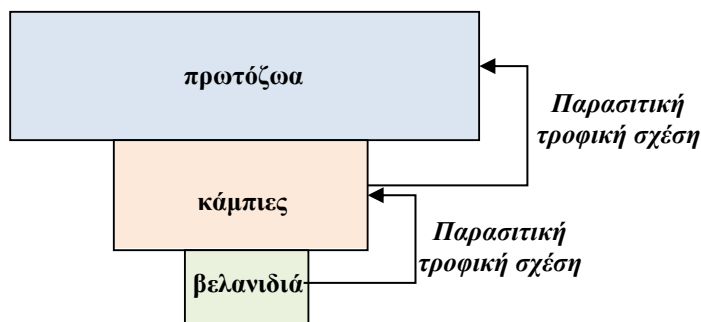 πρωτόζωα
Παρασιτική
τροφική σχέση
κάμπιες
Παρασιτική
τροφική σχέση
βελανιδιά